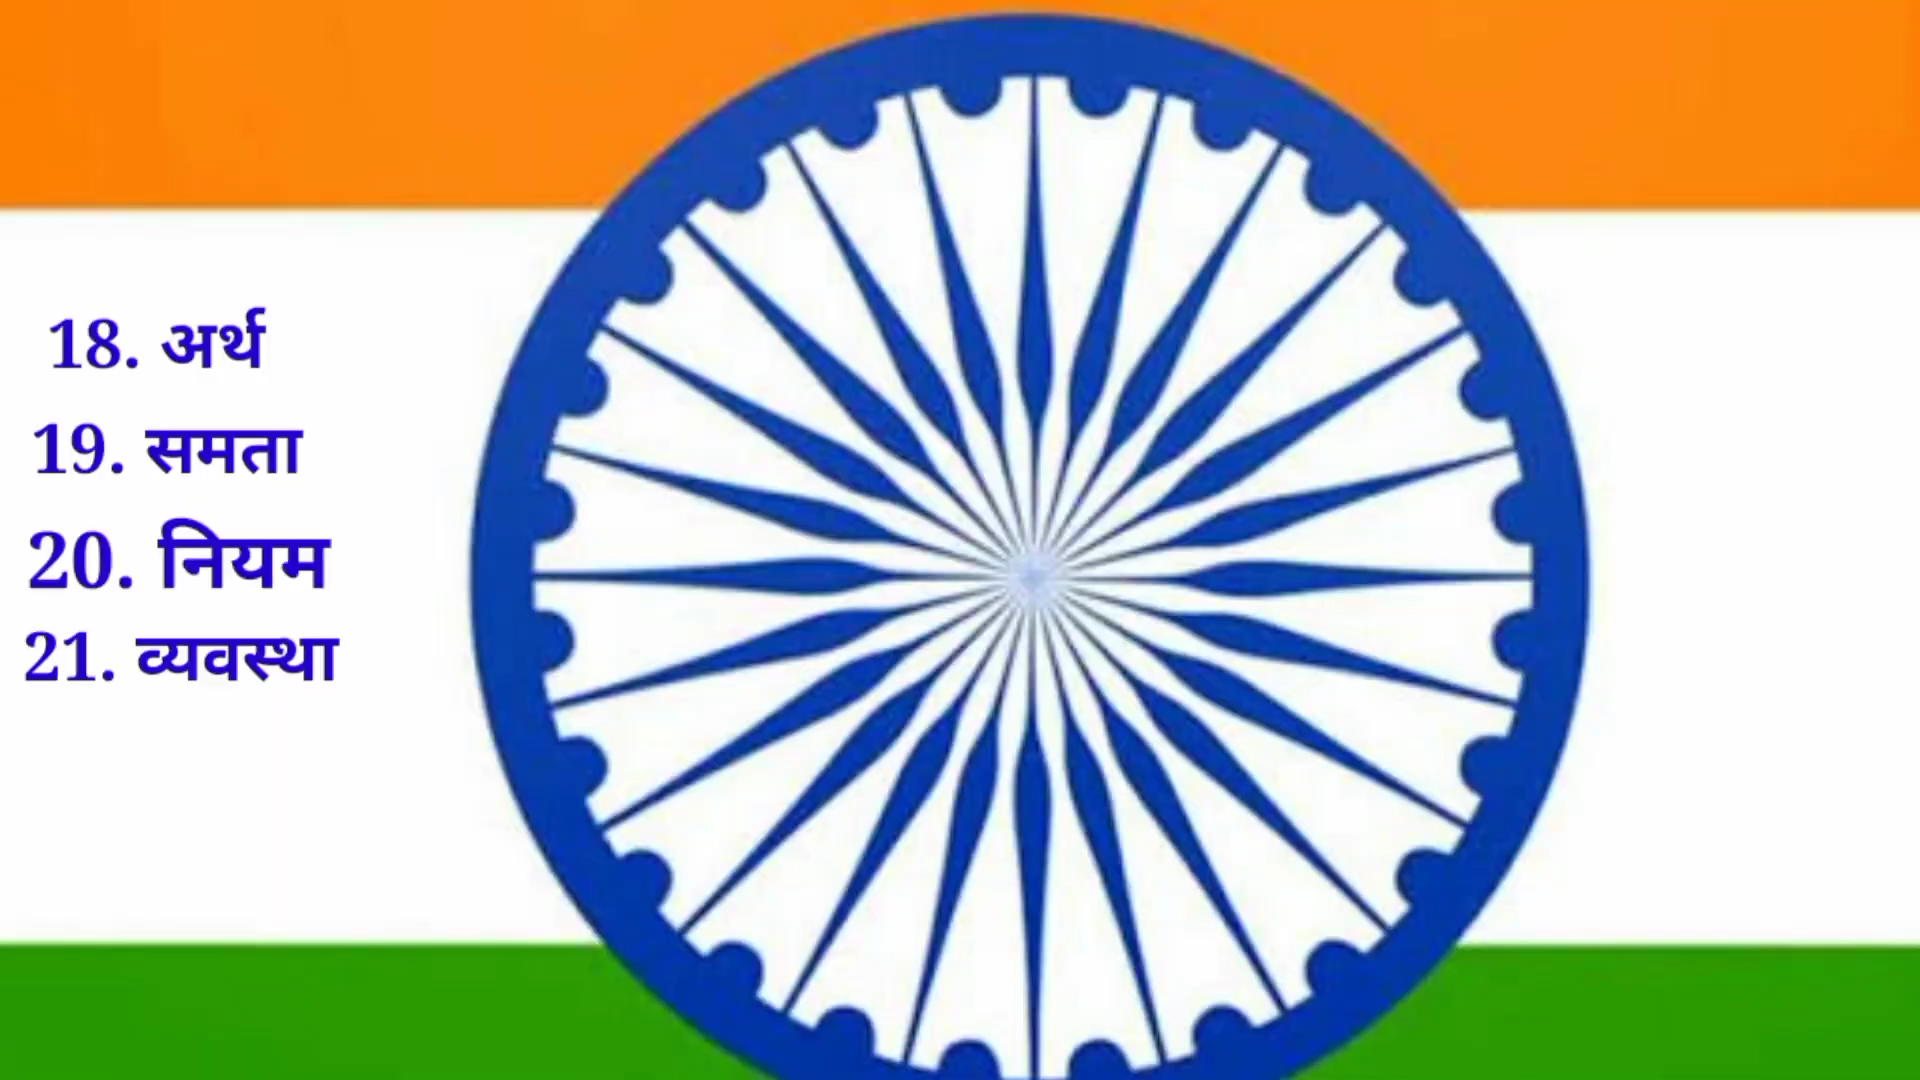 18. अर्थ
19. समता
20. नियम
21. व्यवस्था